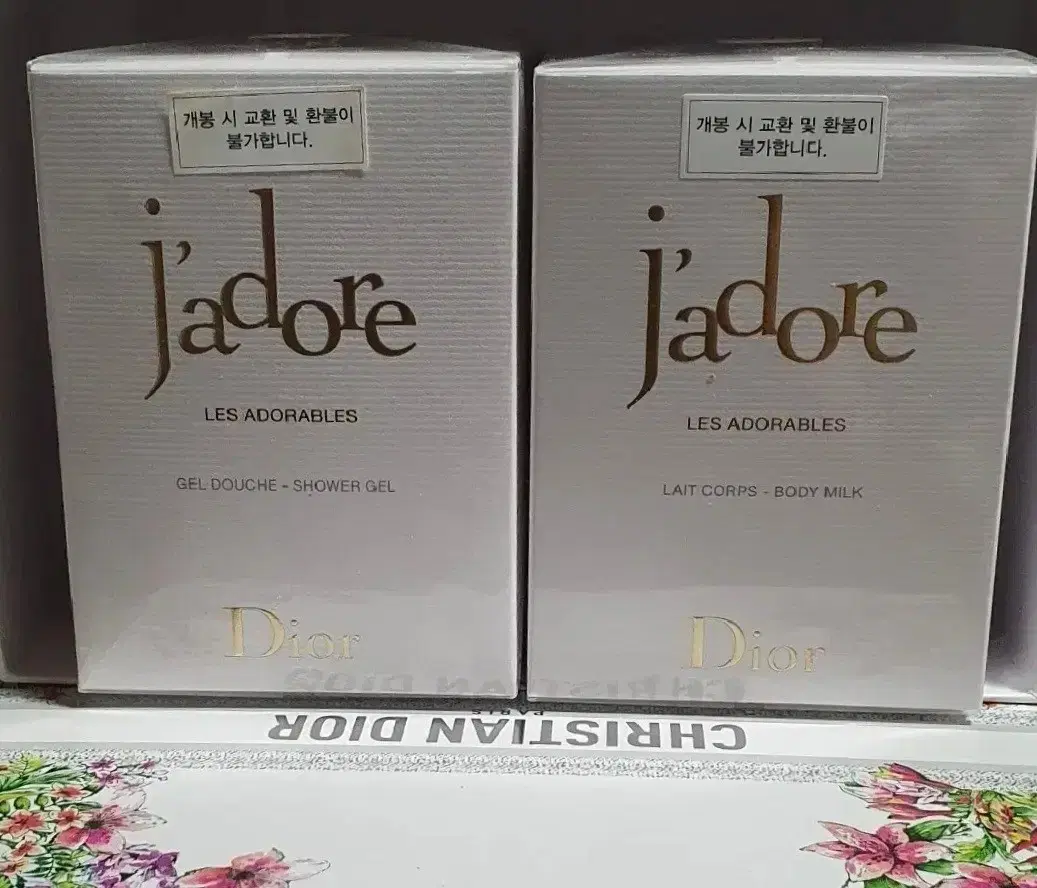 개봉 시 교환 및 환불이
불가합니다.
j'adore
LES ADORABLES
GEL DOUCHE - SHOWER GEL
Dior
개봉 시 교환 및 환불이
불가합니다.
j'adore
LES ADORABLES
LAIT CORPS - BODY MILK
Dior
CHRISTIAN DIOR
PARIS